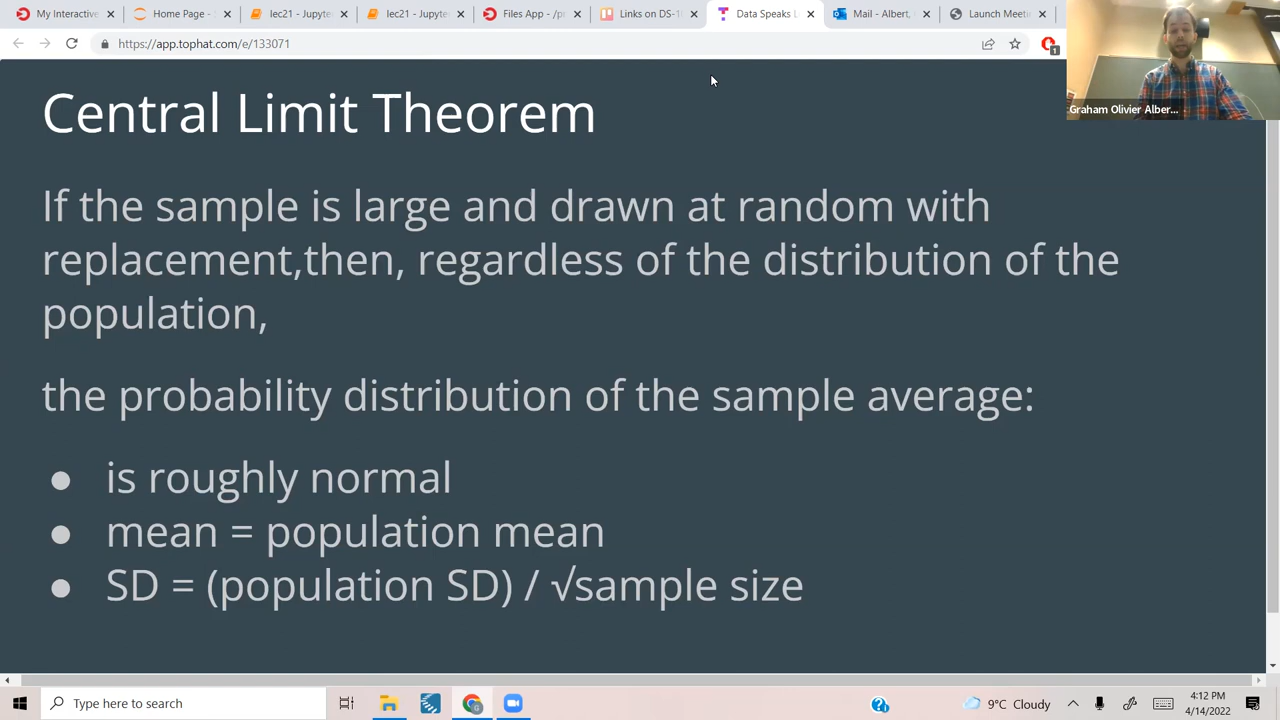 My Interactive
Home Page - S
lec21 - Jupyte
lec21 - Jupyte
Files App - /pr
Links on DS-1
Data Speaks L
Mail - Albert,
Launch Meeti
https://app.tophat.com/e/133071
1
Graham Olivier Alber...
Central Limit Theorem
If the sample is large and drawn at random with
replacement,then, regardless of the distribution of the
population,
the probability distribution of the sample average:
● is roughly normal
● mean = population mean
● SD = (population SD) / √sample size
Type here to search
9°C Cloudy
4:12 PM
4/14/2022